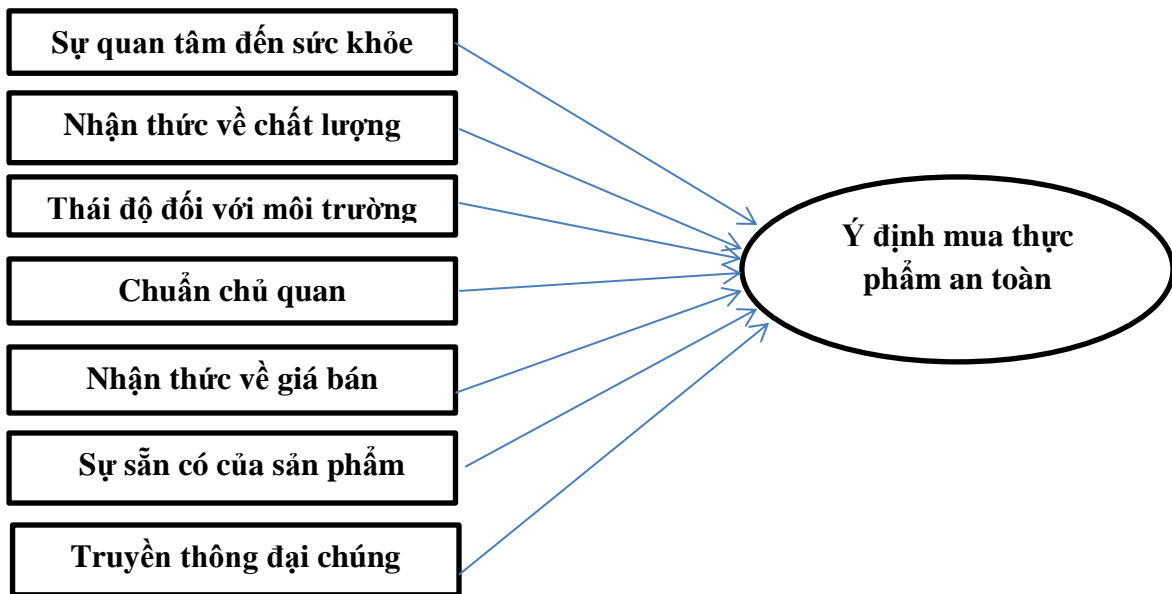 Sự quan tâm đến sức khỏe
Nhận thức về chất lượng
Thái độ đối với môi trường
Chuẩn chủ quan
Nhận thức về giá bán
Sự sẵn có của sản phẩm
Truyền thông đại chúng
Ý định mua thực
phẩm an toàn